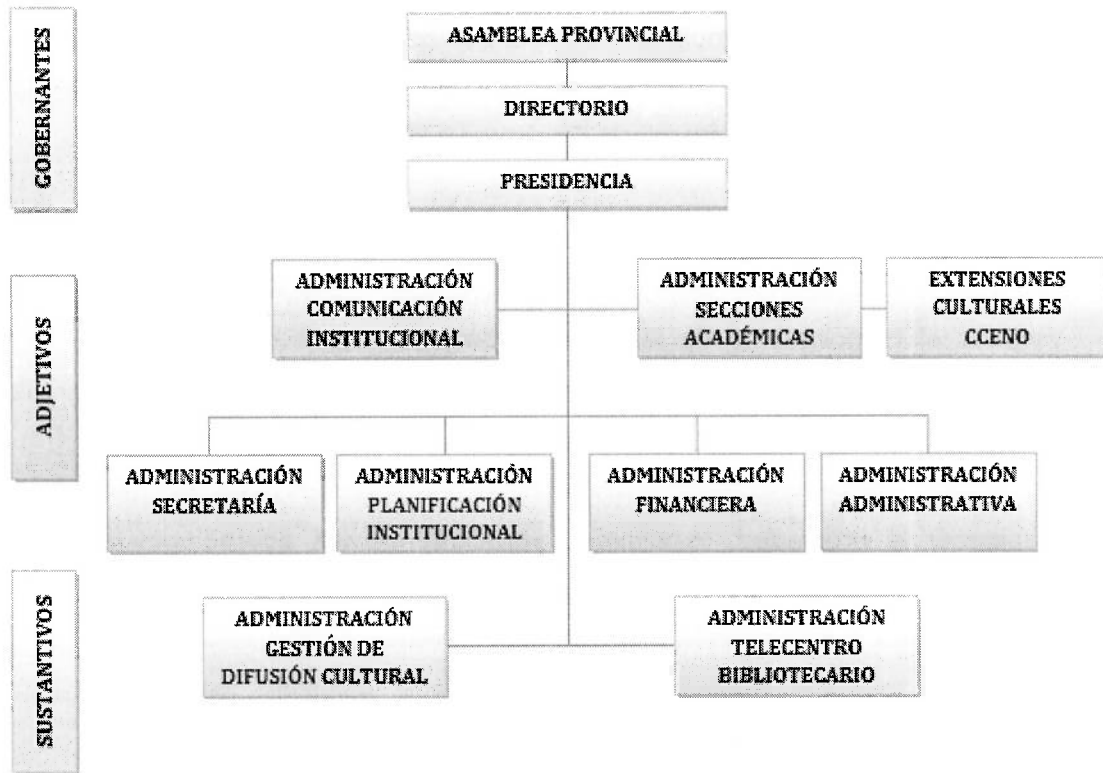 GOBERNANTES
ASAMBLEA PROVINCIAL
DIRECTORIO
PRESIDENCIA
ADJETIVOS
ADMINISTRACIÓN
COMUNICACIÓN
INSTITUCIONAL
ADMINISTRACIÓN
SECCIONES
ACADÉMICAS
EXTENSIONES
CULTURALES
CCENO
ADMINISTRACIÓN
SECRETARÍA
ADMINISTRACIÓN
PLANIFICACIÓN
INSTITUCIONAL
ADMINISTRACIÓN
FINANCIERA
ADMINISTRACIÓN
ADMINISTRATIVA
SUSTANTIVOS
ADMINISTRACIÓN
GESTIÓN DE
DIFUSIÓN CULTURAL
ADMINISTRACIÓN
TELECENTRO
BIBLIOTECARIO